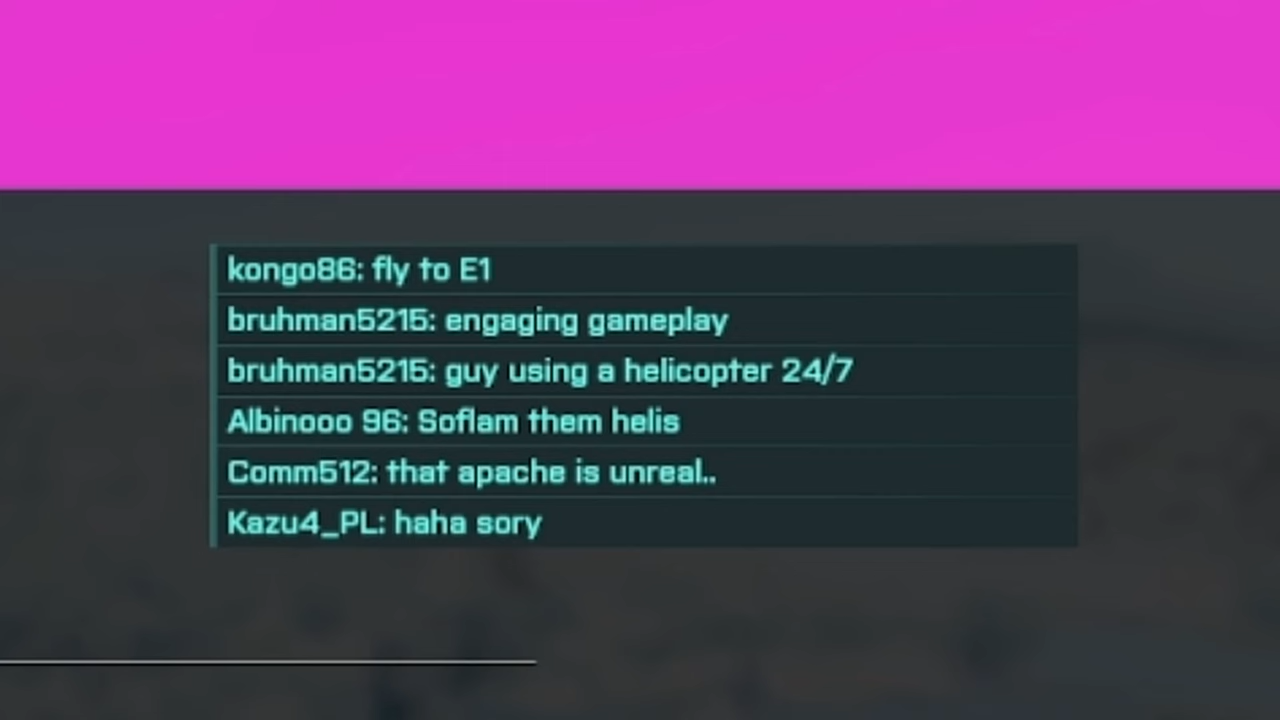 kongo86: fly to E1
bruhman5215: engaging gameplay
bruhman5215: guy using a helicopter 24/7
Albinooo 96: Soflam them helis
Comm512: that apache is unreal..
Kazu4_PL: haha sory